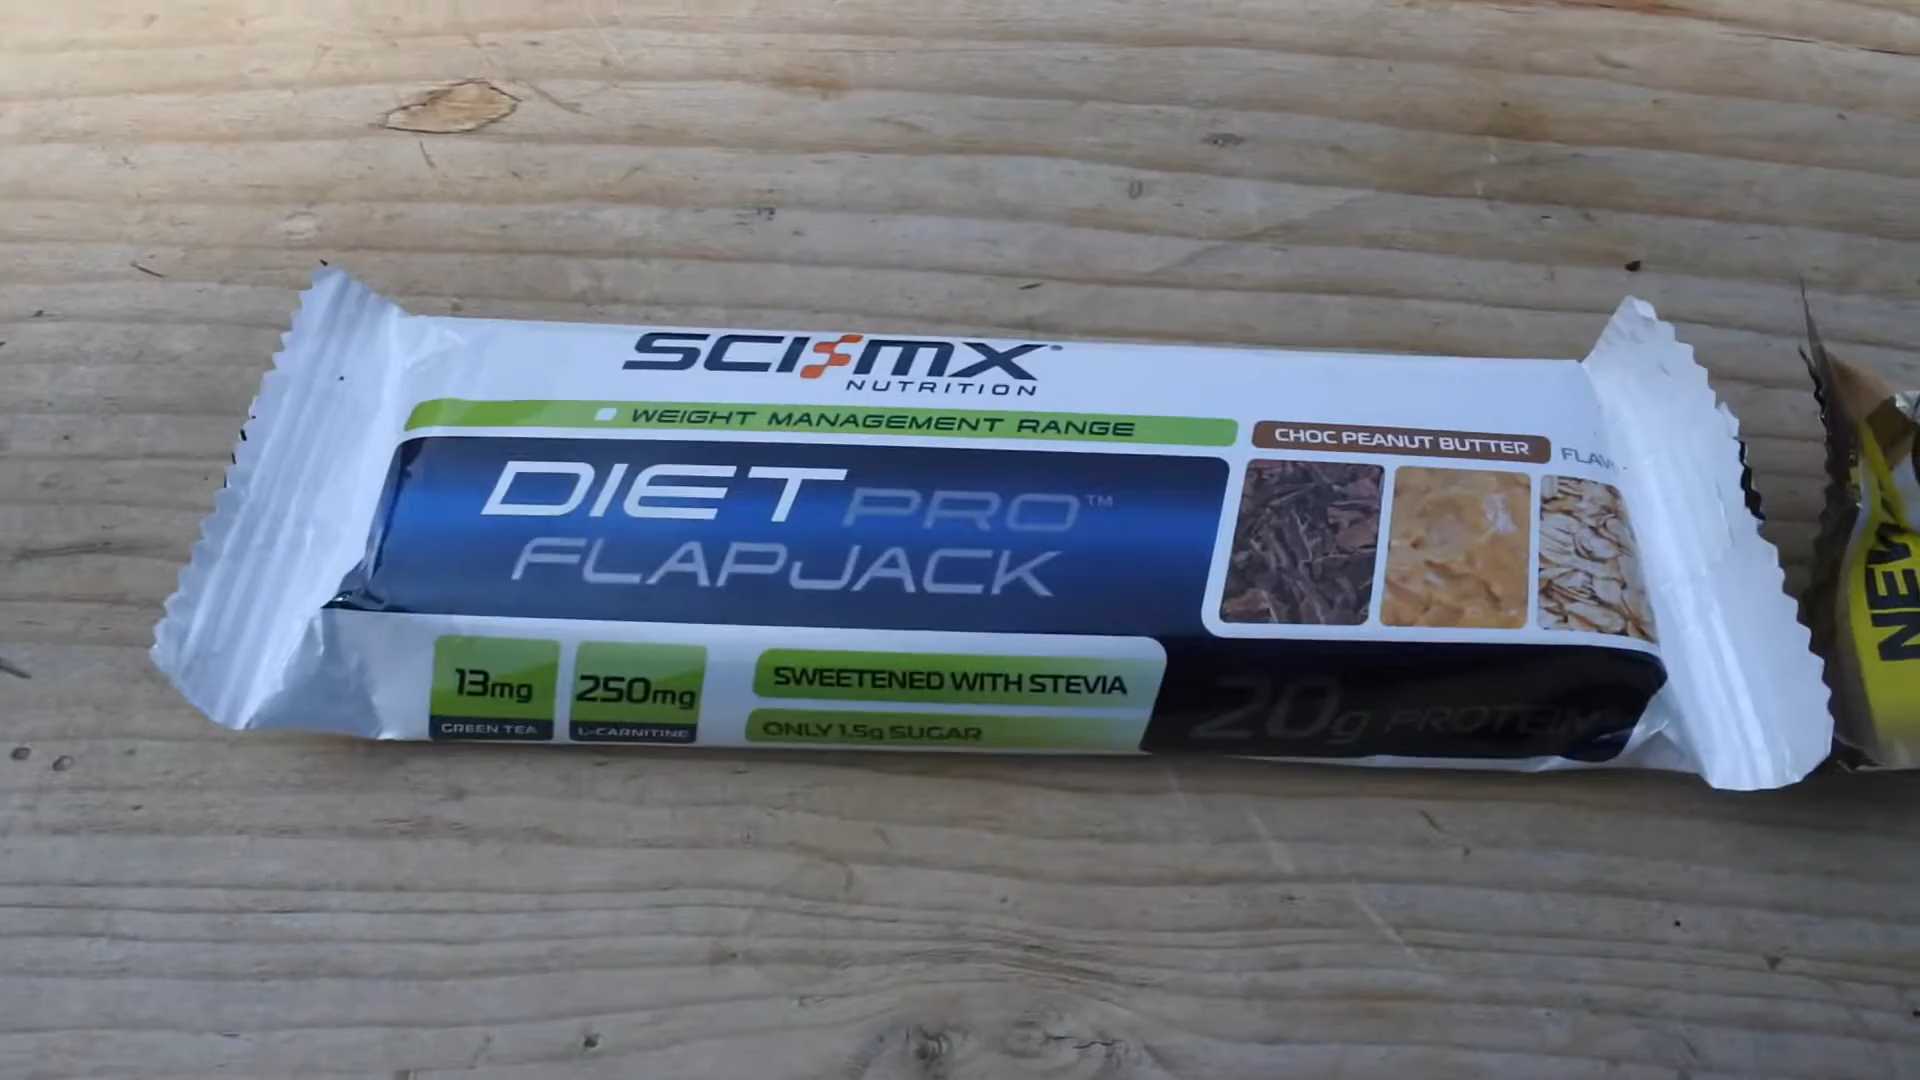 SCI-MX
NUTRITION
WEIGHT MANAGEMENT RANGE
CHOC PEANUT BUTTER
DIET PRO™
FLAPJACK
13mg
GREEN TEA
250mg
L-CARNITINE
SWEETENED WITH STEVIA
ONLY 1.5g SUGAR
20g PROTEIN
NEW